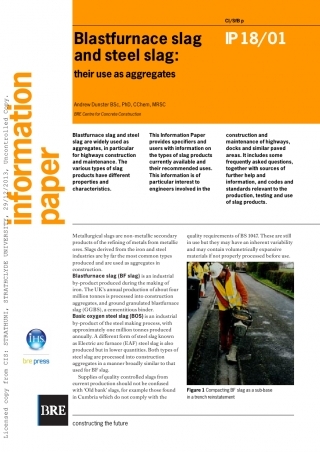 CI/SfB p
Blastfurnace slag
and steel slag:
their use as aggregates
IP 18/01
Andrew Dunster BSc, PhD, CChem, MRSC
BRE Centre for Concrete Construction
information
paper
Licensed copy from CIS: STRATHUNI, STRATHCLYDE UNIVERSITY, 29/12/2013, Uncontrolled Copy.
Blastfurnace slag and steel
slag are widely used as
aggregates, in particular
for highways construction
and maintenance. The
various types of slag
products have different
properties and
characteristics.
This Information Paper
provides specifiers and
users with information on
the types of slag products
currently available and
their recommended uses.
This information is of
particular interest to
engineers involved in the
construction and
maintenance of highways,
docks and similar paved
areas. It includes some
frequently asked questions,
together with sources of
further help and
information, and codes and
standards relevant to the
production, testing and use
of slag products.
Metallurgical slags are non-metallic secondary
products of the refining of metals from metallic
ores. Slags derived from the iron and steel
industries are by far the most common types
produced and are used as aggregates in
construction.
Blastfurnace slag (BF slag) is an industrial
by-product produced during the making of
iron. The UK's annual production of about four
million tonnes is processed into construction
aggregates, and ground granulated blastfurnace
slag (GGBS), a cementitious binder.
Basic oxygen steel slag (BOS) is an industrial
by-product of the steel making process, with
approximately one million tonnes produced
annually. A different form of steel slag known
as Electric arc furnace (EAF) steel slag is also
produced but in lower quantities. Both types of
steel slag are processed into construction
aggregates in a manner broadly similar to that
used for BF slag.
Supplies of quality controlled slags from
current production should not be confused
with 'Old bank' slags, for example those found
in Cumbria which do not comply with the
quality requirements of BS 1047. These are still
in use but they may have an inherent variability
and may contain volumetrically expansive
materials if not properly processed before use.
Figure 1 Compacting BF slag as a sub-base
in a trench reinstatement
IHS
bre press
BRE
constructing the future